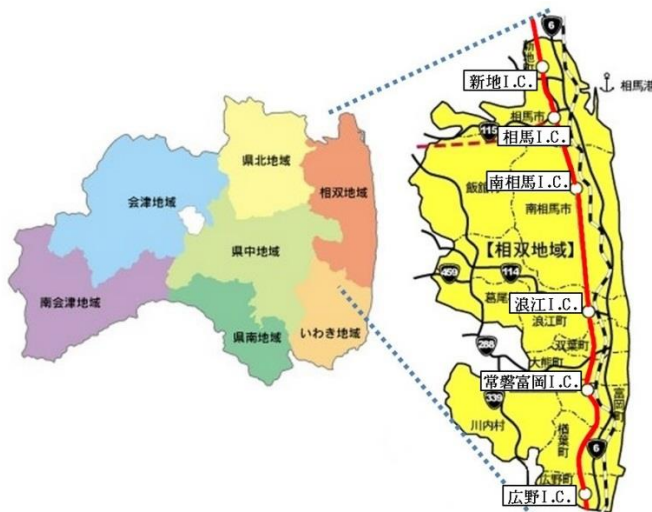 県北地域
会津地域
相双地域
県中地域
南会津地域
県南地域
いわき地域
6
新地町
新地I.C.
相馬港
相馬市
115
相馬I.C.
南相馬I.C.
飯舘村
南相馬市
【相双地域】
459
114
葛尾
浪江I.C.
浪江町
双葉町
大熊町
288
常磐富岡I.C.
富岡町
399
川内村
楢葉町
6
広野町
広野I.C.